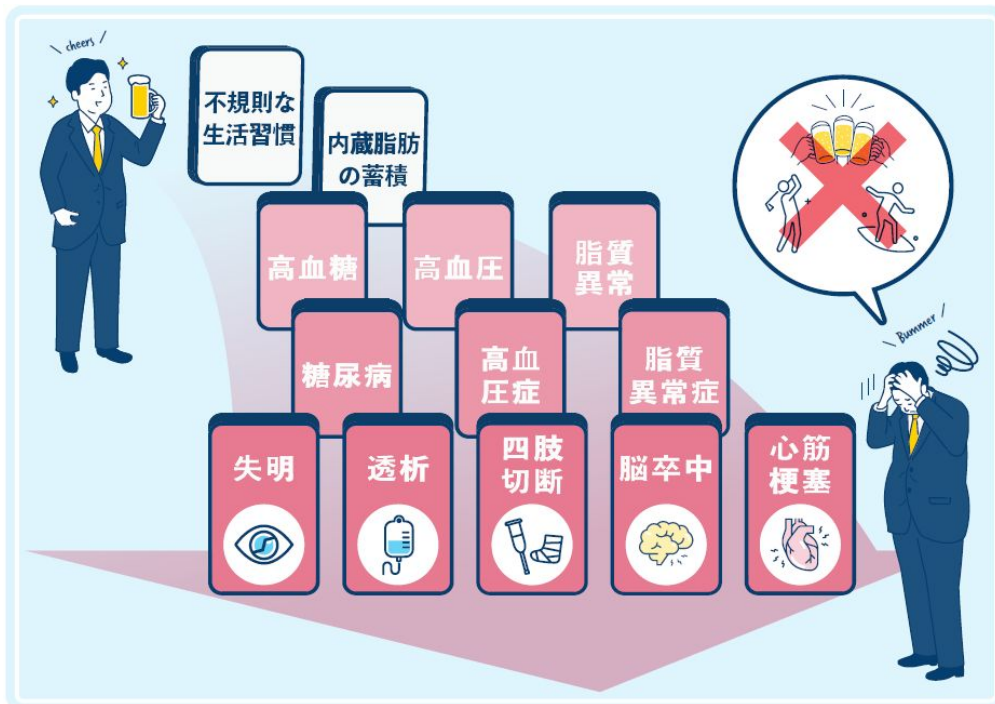 cheers
不規則な
生活習慣
内蔵脂肪
の蓄積
高血糖
高血圧
脂質
異常
糖尿病
高血
圧症
脂質
異常症
Bummer
失明
透析
四肢
切断
脳卒中
心筋
梗塞